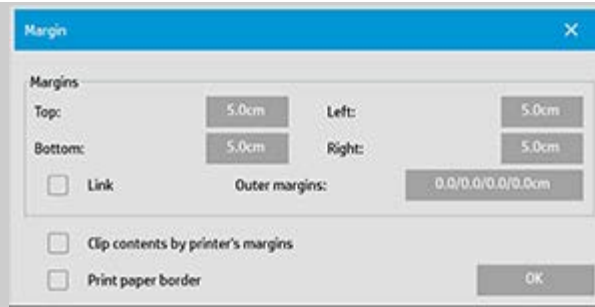 Margin
Margins
Top: 5.0cm Left: 5.0cm
Bottom: 5.0cm Right: 5.0cm
Link Outer margins: 0.0/0.0/0.0/0.0cm
Clip contents by printer's margins
Print paper border OK